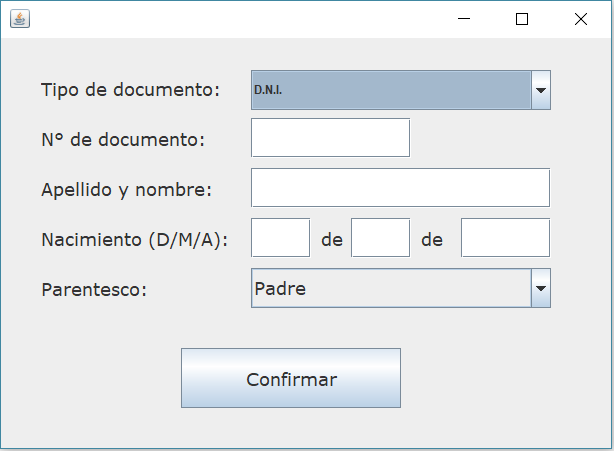 Tipo de documento: D.N.I.
Nº de documento:
Apellido y nombre:
Nacimiento (D/M/A): de de
Parentesco: Padre
Confirmar